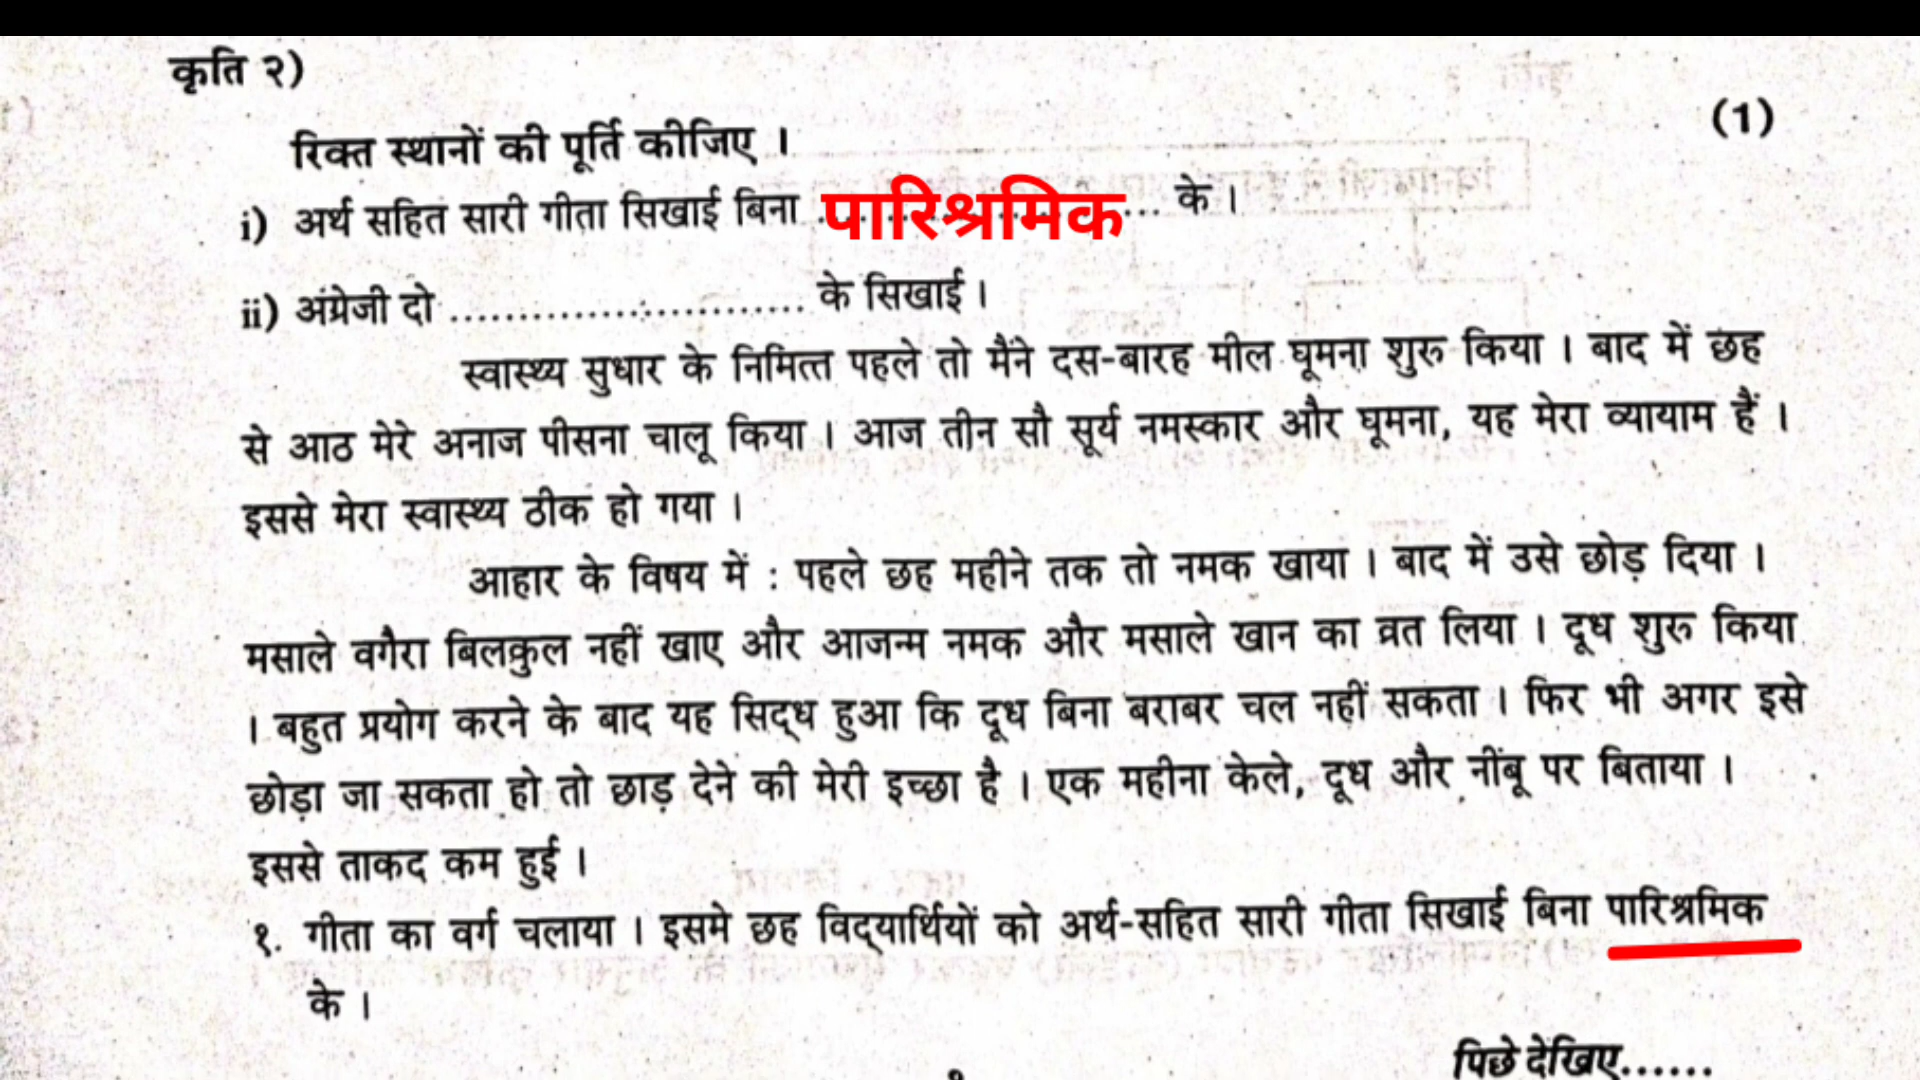 कृति २)
(1)
रिक्त स्थानों की पूर्ति कीजिए ।
i) अर्थ सहित सारी गीता सिखाई बिना पारिश्रमिक ... के ।
ii) अंग्रेजी दो .......................... के सिखाई ।
स्वास्थ्य सुधार के निमित्त पहले तो मैंने दस-बारह मील घूमना शुरू किया । बाद में छह
से आठ मेरे अनाज पीसना चालू किया । आज तीन सौ सूर्य नमस्कार और घूमना, यह मेरा व्यायाम हैं ।
इससे मेरा स्वास्थ्य ठीक हो गया ।
आहार के विषय में : पहले छह महीने तक तो नमक खाया । बाद में उसे छोड़ दिया ।
मसाले वगैरा बिलकुल नहीं खाए और आजन्म नमक और मसाले खान का व्रत लिया । दूध शुरू किया
। बहुत प्रयोग करने के बाद यह सिद्ध हुआ कि दूध बिना बराबर चल नहीं सकता । फिर भी अगर इसे
छोड़ा जा सकता हो तो छाड़ देने की मेरी इच्छा है । एक महीना केले, दूध और नींबू पर बिताया ।
इससे ताकद कम हुई ।
१. गीता का वर्ग चलाया । इसमे छह विद्यार्थियों को अर्थ-सहित सारी गीता सिखाई बिना पारिश्रमिक
के ।
पिछे देखिए......